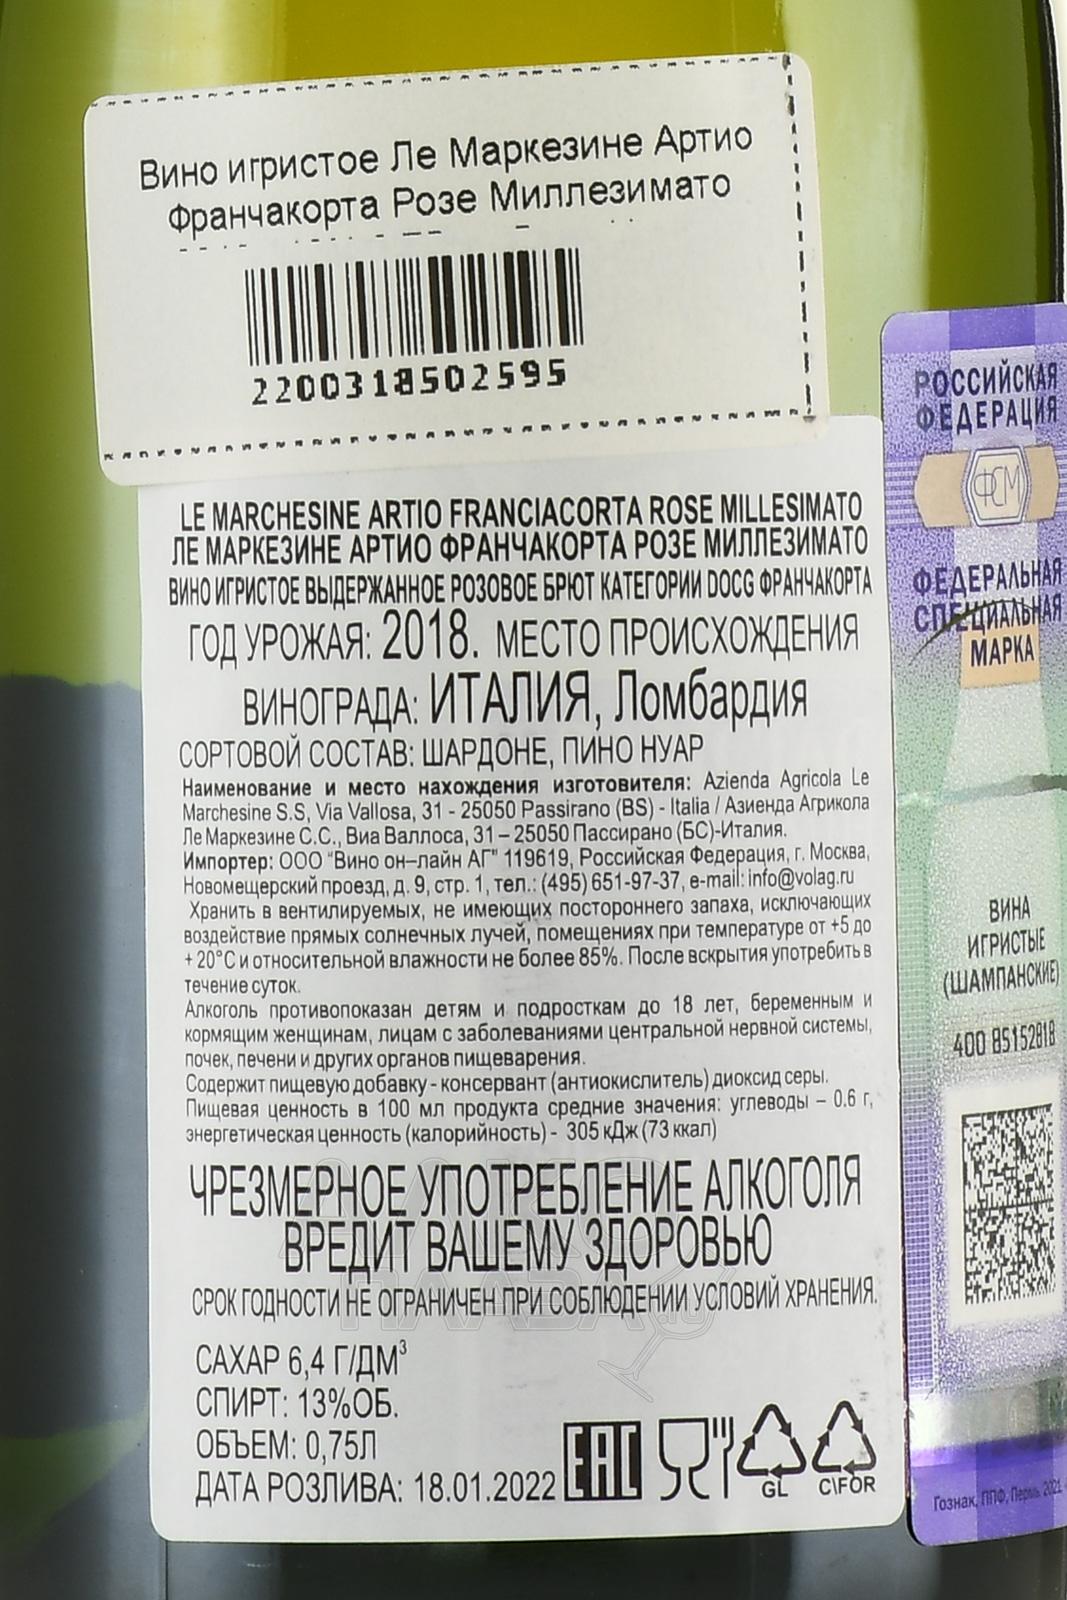 Вино игристое Ле Маркезине Артио
Франчакорта Розе Миллезимато
2200318502595
LE MARCHESINE ARTIO FRANCIACORTA ROSE MILLESIMATO
ЛЕ МАРКЕЗИНЕ АРТИО ФРАНЧАКОРТА РОЗЕ МИЛЛЕЗИМАТО
ВИНО ИГРИСТОЕ ВЫДЕРЖАННОЕ РОЗОВОЕ БРЮТ КАТЕГОРИИ DOCG ФРАНЧАКОРТА
ГОД УРОЖАЯ: 2018. МЕСТО ПРОИСХОЖДЕНИЯ
ВИНОГРАДА: ИТАЛИЯ, Ломбардия
СОРТОВОЙ СОСТАВ: ШАРДОНЕ, ПИНО НУАР
Наименование и место нахождения изготовителя: Azienda Agricola Le
Marchesine S.S, Via Vallosa, 31 - 25050 Passirano (BS) - Italia / Азиенда Агрикола
Ле Маркезине С.С., Виа Валлоса, 31 – 25050 Пассирано (БС)-Италия.
Импортер: ООО "Вино он–лайн АГ" 119619, Российская Федерация, г. Москва,
Новомещерский проезд, д. 9, стр. 1, тел.: (495) 651-97-37, e-mail: info@volag.ru
Хранить в вентилируемых, не имеющих постороннего запаха, исключающих
воздействие прямых солнечных лучей, помещениях при температуре от +5 до
+ 20°С и относительной влажности не более 85%. После вскрытия употребить в
течение суток.
Алкоголь противопоказан детям и подросткам до 18 лет, беременным и
кормящим женщинам, лицам с заболеваниями центральной нервной системы,
почек, печени и других органов пищеварения.
Содержит пищевую добавку - консервант (антиокислитель) диоксид серы.
Пищевая ценность в 100 мл продукта средние значения: углеводы – 0.6 г,
энергетическая ценность (калорийность) - 305 кДж (73 ккал)
ЧРЕЗМЕРНОЕ УПОТРЕБЛЕНИЕ АЛКОГОЛЯ
ВРЕДИТ ВАШЕМУ ЗДОРОВЬЮ
СРОК ГОДНОСТИ НЕ ОГРАНИЧЕН ПРИ СОБЛЮДЕНИИ УСЛОВИЙ ХРАНЕНИЯ.
САХАР 6,4 Г/ДМ³
СПИРТ: 13%ОБ.
ОБЪЕМ: 0,75Л
ДАТА РОЗЛИВА: 18.01.2022
EAC
GL
C\FOR
РОССИЙСКАЯ
ФЕДЕРАЦИЯ
ФСМ
ФЕДЕРАЛЬНАЯ
СПЕЦИАЛЬНАЯ
МАРКА
ВИНА
ИГРИСТЫЕ
(ШАМПАНСКИЕ)
400 85152818
Гознак, ППФ, Пермь, 2021